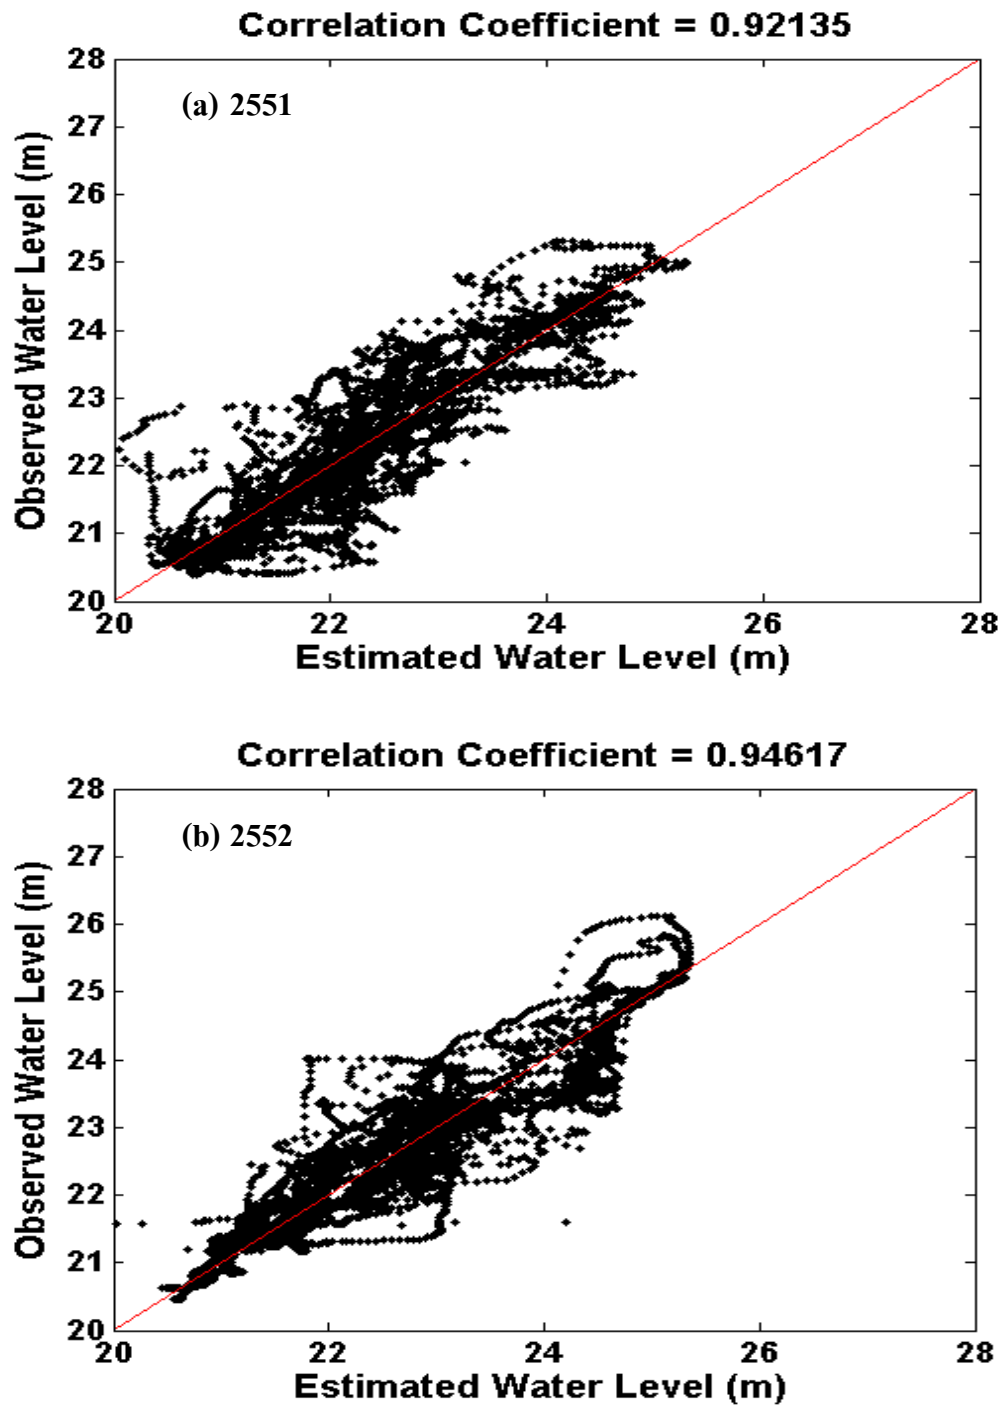 Correlation Coefficient = 0.92135
(a) 2551
28
27
26
25
24
23
22
21
20
Observed Water Level (m)
20 22 24 26 28
Estimated Water Level (m)
Correlation Coefficient = 0.94617
(b) 2552
28
27
26
25
24
23
22
21
20
Observed Water Level (m)
20 22 24 26 28
Estimated Water Level (m)